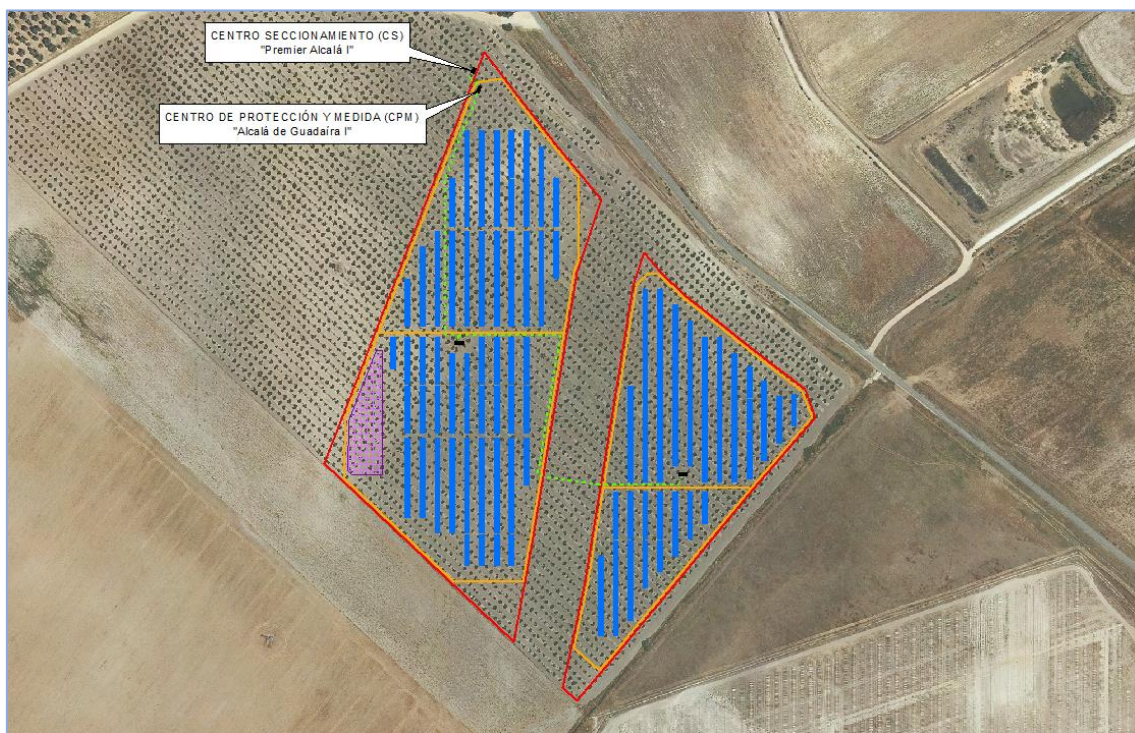 CENTRO SECCIONAMIENTO (CS)
"Premier Alcalá I"
CENTRO DE PROTECCIÓN Y MEDIDA (CPM)
"Alcalá de Guadaíra I"